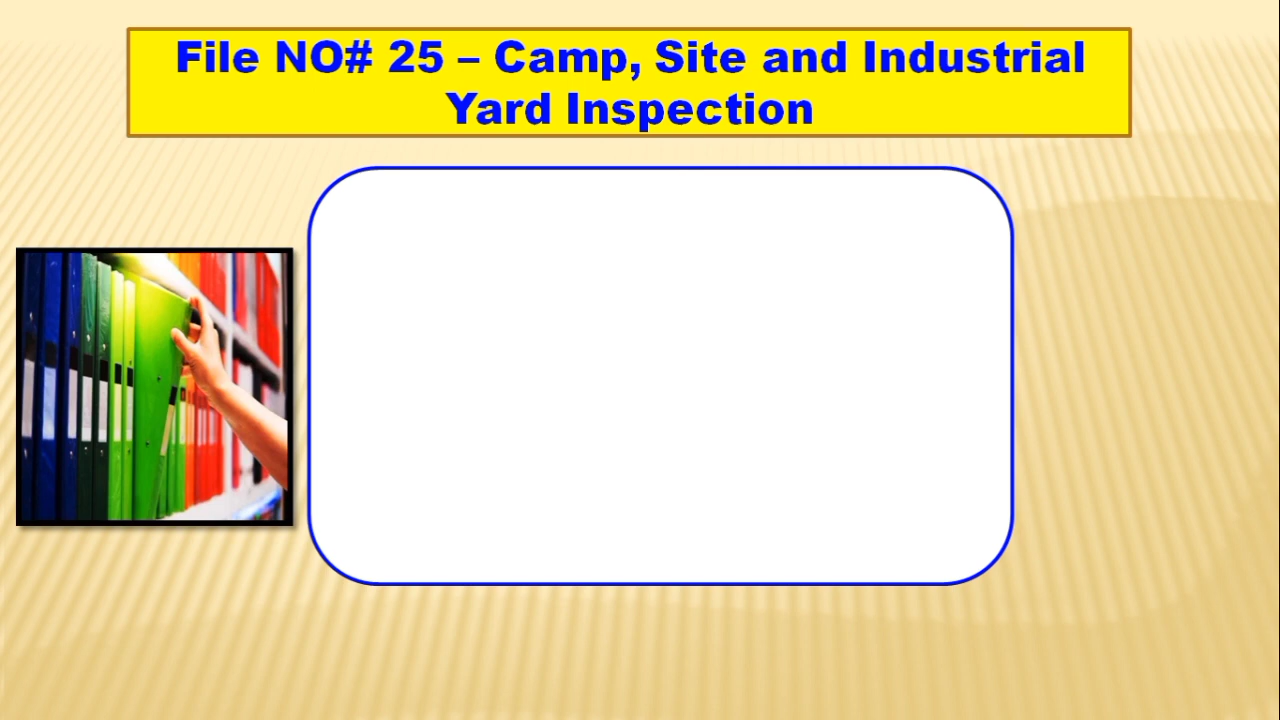 File NO# 25 – Camp, Site and Industrial
Yard Inspection